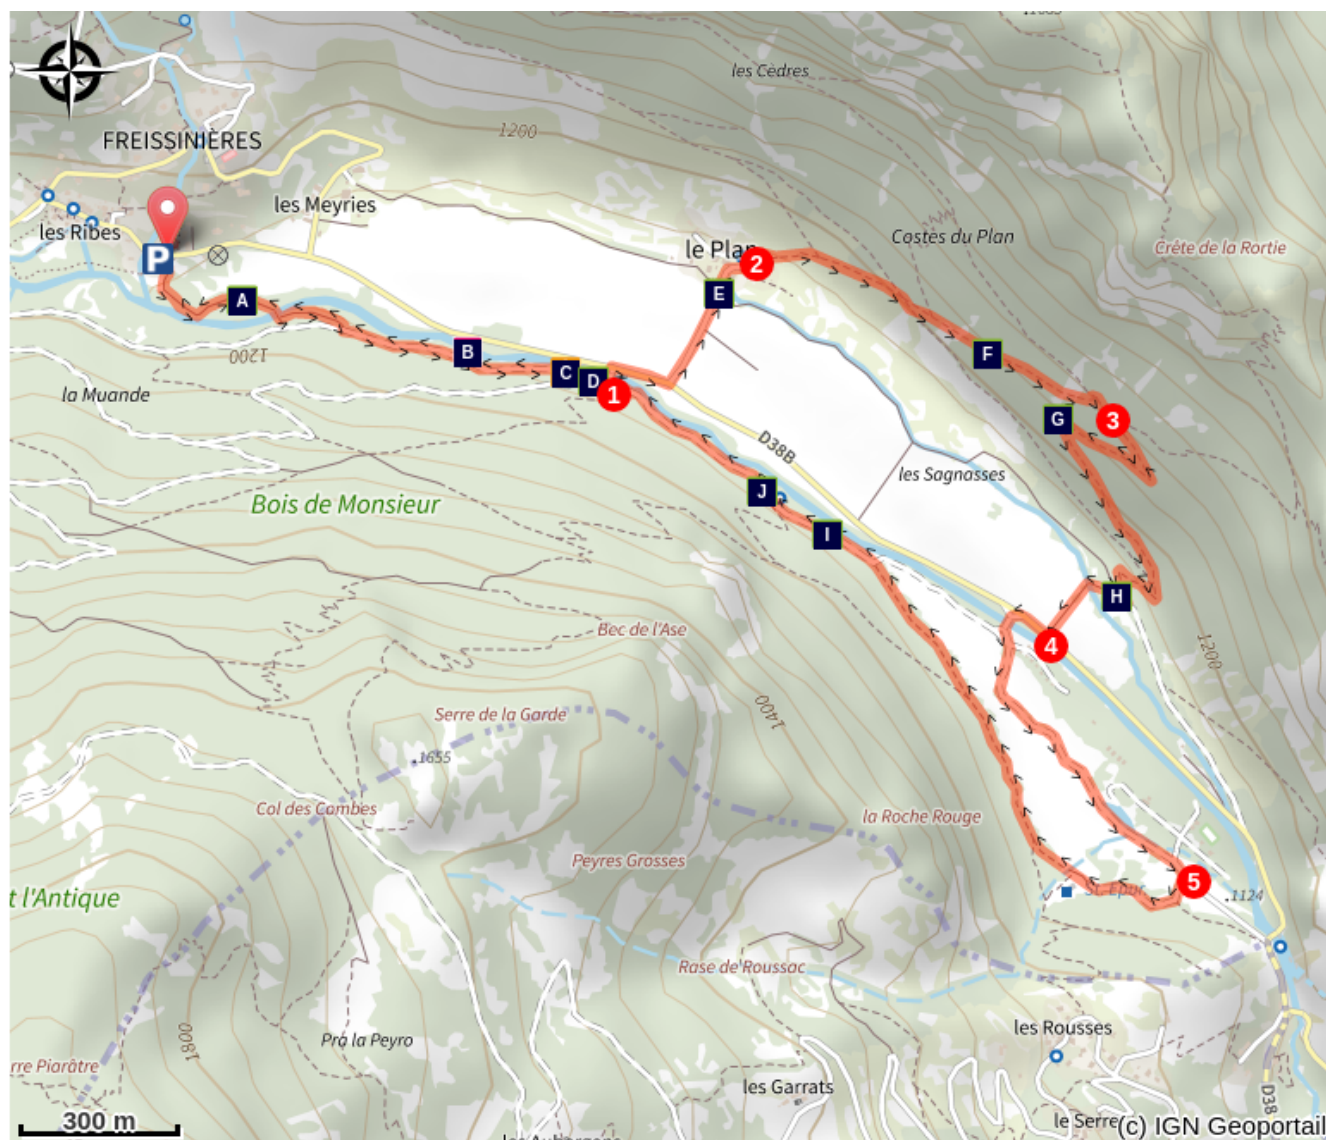 les Cèdres
1200
FREISSINIÈRES
les Meyries
les Ribes
Costes du Plan
Crête de la Rortie
le Plan
2
P
E
A
B
F
1200
C
D
1
3
G
la Muande
D38B
les Sagnasses
J
Bois de Monsieur
I
H
Bec de l'Ase
4
1200
Serre de la Garde
1400
.1655
Col des Combes
la Roche Rouge
Peyres Grosses
5
t l'Antique
.1124
Rase de Roussac
les Rousses
1800
Pra la Peyro
rre Piarâtre
les Garrats
D38
300 m
le Serre
(c) IGN Geoportail